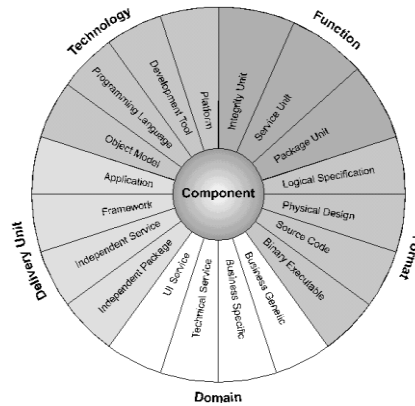 Technology
Function
Platform
Integrity Unit
Development Tool
Service Unit
Programming Language
Package Unit
Object Model
Logical Specification
Application
Component
Physical Design
Framework
Source Code
Independent Service
Binary Executable
Independent Package
UI Service
Technical Service
Business Specific
Business Generic
Delivery Unit
Format
Domain